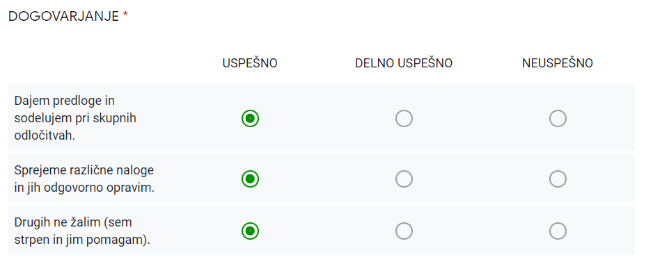 DOGOVARJANJE *
USPEŠNO DELNO USPEŠNO NEUSPEŠNO
Dajem predloge in
sodelujem pri skupnih
odločitvah.
Sprejeme različne naloge
in jih odgovorno opravim.
Drugih ne žalim (sem
strpen in jim pomagam).